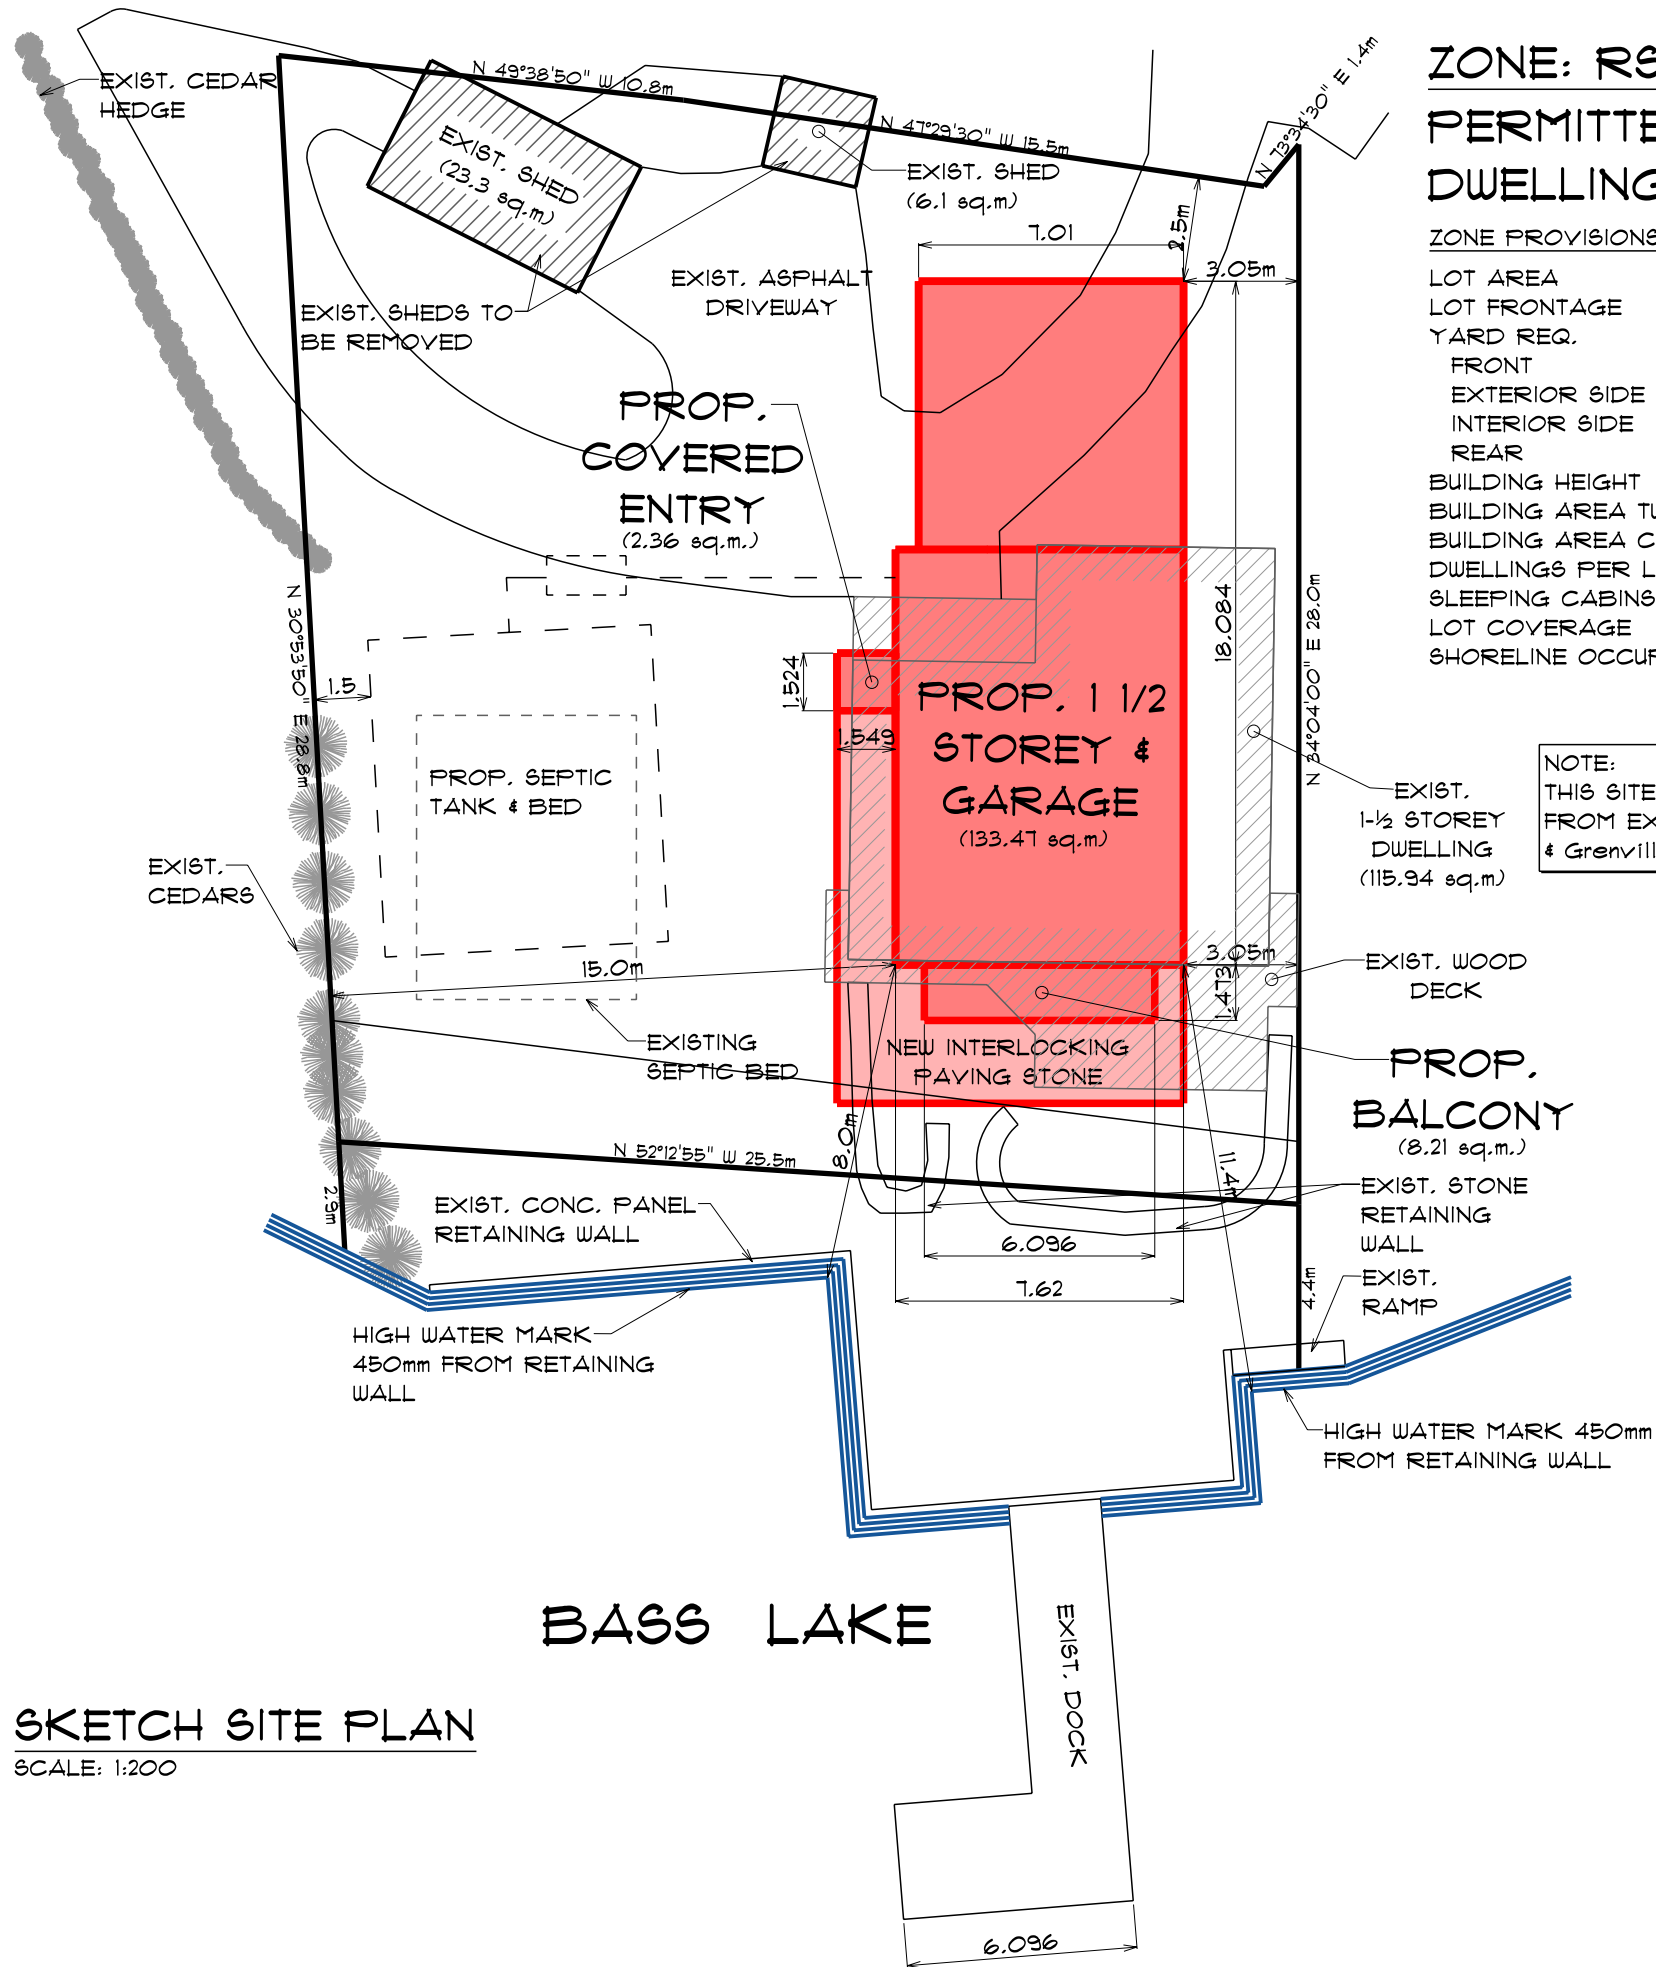 EXIST. CEDAR
HEDGE
N 49°38'50" W 10.8m
EXIST. SHED
(23.3 sq.m)
N 47°29'30" W 15.5m
EXIST. SHED
(6.1 sq.m)
N 73°34'30" E 1.4m
2.5m
7.01
3.05m
EXIST. ASPHALT
DRIVEWAY
EXIST. SHEDS TO
BE REMOVED
PROP.
COVERED
ENTRY
(2.36 sq.m.)
ZONE: RS
PERMITTE
DWELLING
ZONE PROVISIONS
LOT AREA
LOT FRONTAGE
YARD REQ.
FRONT
EXTERIOR SIDE
INTERIOR SIDE
REAR
BUILDING HEIGHT
BUILDING AREA TU
BUILDING AREA C
DWELLINGS PER L
SLEEPING CABINS
LOT COVERAGE
SHORELINE OCCUP
N 30°53'50" E 28.8m
1.5
18.084
N 34°04'00" E 28.0m
1.524
1.549
PROP. 1 1/2
STOREY &
GARAGE
(133.47 sq.m)
PROP. SEPTIC
TANK & BED
NOTE:
THIS SITE
FROM EX
& Grenvill
EXIST.
1-½ STOREY
DWELLING
(115.94 sq.m)
EXIST.
CEDARS
15.0m
3.05m
1.473
EXIST. WOOD
DECK
EXISTING
SEPTIC BED
NEW INTERLOCKING
PAVING STONE
PROP.
BALCONY
(8.21 sq.m.)
N 52°12'55" W 25.5m
8.0m
11.4m
2.9m
EXIST. CONC. PANEL
RETAINING WALL
EXIST. STONE
RETAINING
WALL
6.096
7.62
4.4m
EXIST.
RAMP
HIGH WATER MARK
450mm FROM RETAINING
WALL
HIGH WATER MARK 450mm
FROM RETAINING WALL
BASS LAKE
EXIST. DOCK
SKETCH SITE PLAN
SCALE: 1:200
6.096